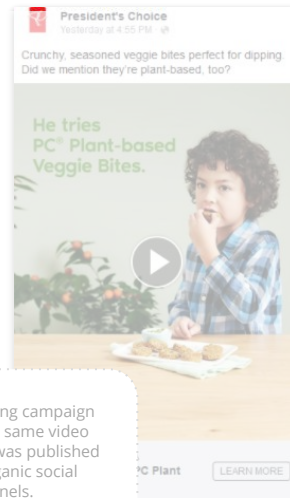 President's Choice
Yesterday at 4:55 PM ·
Crunchy, seasoned veggie bites perfect for dipping.
Did we mention they're plant-based, too?
He tries
PC® Plant-based
Veggie Bites.
ng campaign
same video
was published
ganic social
nels.
PC Plant
LEARN MORE